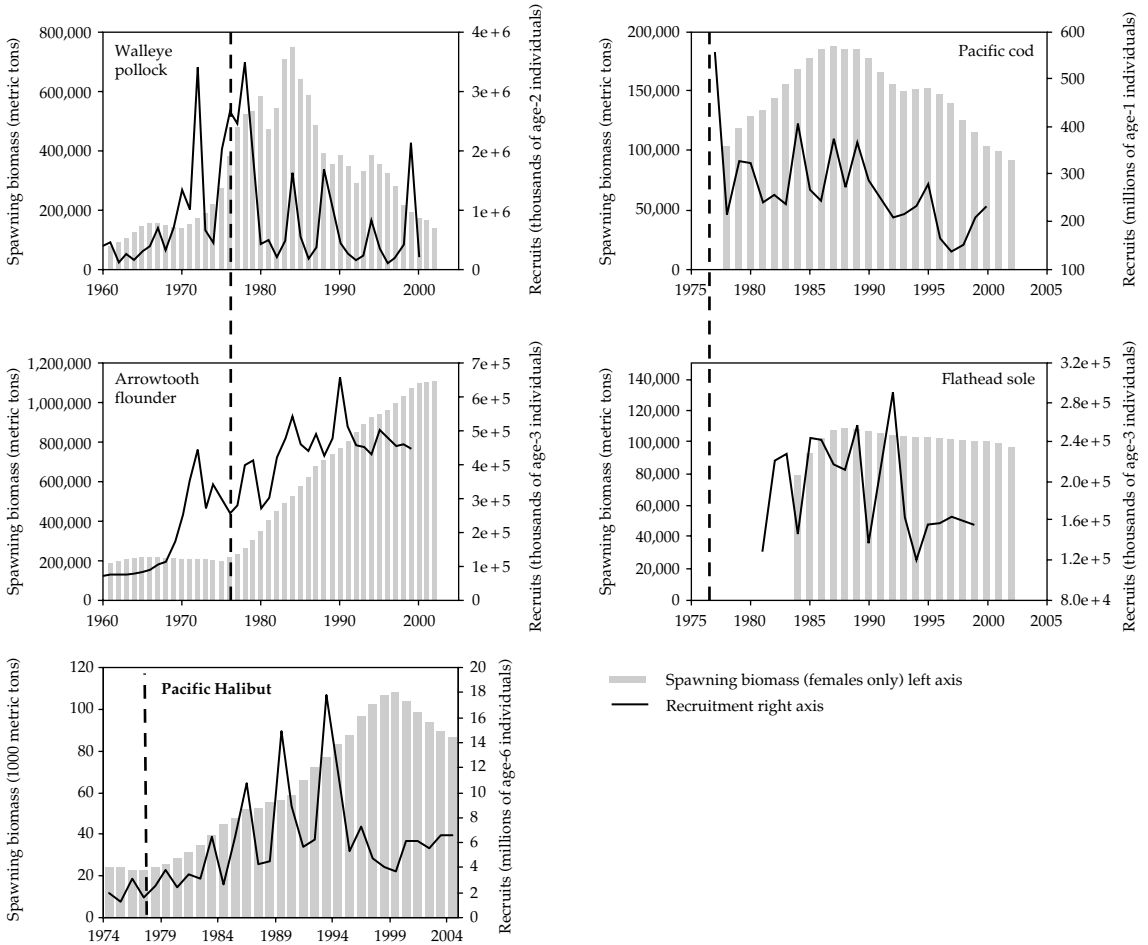 Walleye
pollock
Spawning biomass (metric tons)
800,000
600,000
400,000
200,000
0
1960 1970 1980 1990 2000
4e+6
3e+6
2e+6
1e+6
0
Recruits (thousands of age-2 individuals)
Pacific cod
Spawning biomass (metric tons)
200,000
150,000
100,000
50,000
0
1975 1980 1985 1990 1995 2000 2005
600
500
400
300
200
100
Recruits (millions of age-1 individuals)
Arrowtooth
flounder
Spawning biomass (metric tons)
1,200,000
1,000,000
800,000
600,000
400,000
200,000
0
1960 1970 1980 1990 2000
7e+5
6e+5
5e+5
4e+5
3e+5
2e+5
1e+5
0
Recruits (thousands of age-3 individuals)
Flathead sole
Spawning biomass (metric tons)
140,000
120,000
100,000
80,000
60,000
40,000
20,000
0
1975 1980 1985 1990 1995 2000 2005
3.2e+5
2.8e+5
2.4e+5
2.0e+5
1.6e+5
1.2e+5
8.0e+4
Recruits (thousands of age-3 individuals)
Pacific Halibut
Spawning biomass (1000 metric tons)
120
100
80
60
40
20
0
1974 1979 1984 1989 1994 1999 2004
20
18
16
14
12
10
8
6
4
2
0
Recruits (millions of age-6 individuals)
Spawning biomass (females only) left axis
Recruitment right axis